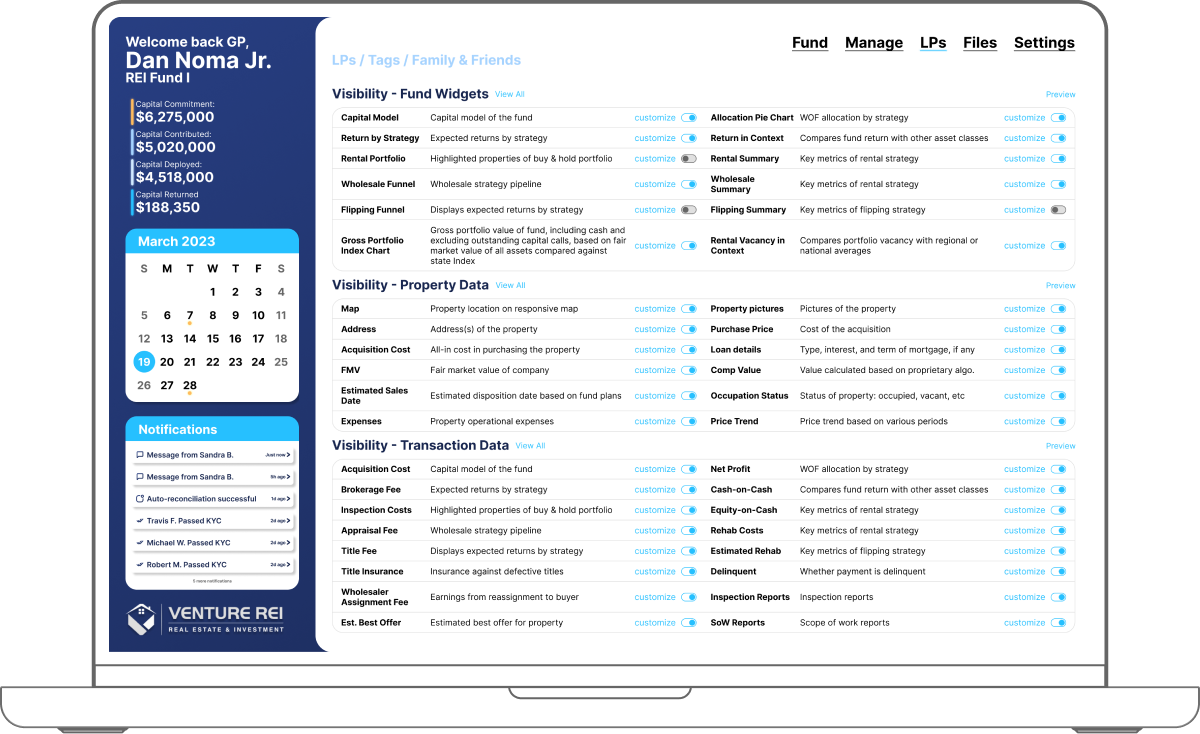 Welcome back GP,
Dan Noma Jr.
REI Fund I
Capital Commitment:
$6,275,000
Capital Contributed:
$5,020,000
Capital Deployed:
$4,518,000
Capital Returned
$188,350
March 2023
S M T W T F S
1 2 3 4
5 6 7 8 9 10 11
12 13 14 15 16 17 18
19 20 21 22 23 24 25
26 27 28
Notifications
Message from Sandra B. Just now
Message from Sandra B. 5h ago
Auto-reconciliation successful 1d ago
Travis F. Passed KYC 2d ago
Michael W. Passed KYC 2d ago
Robert M. Passed KYC 2d ago
5 more notifications
VENTURE REI
REAL ESTATE & INVESTMENT
Fund Manage LPs Files Settings
LPs / Tags / Family & Friends
Visibility - Fund Widgets View All Preview
Capital Model Capital model of the fund customize Allocation Pie Chart WOF allocation by strategy customize
Return by Strategy Expected returns by strategy customize Return in Context Compares fund return with other asset classes customize
Rental Portfolio Highlighted properties of buy & hold portfolio customize Rental Summary Key metrics of rental strategy customize
Wholesale Funnel Wholesale strategy pipeline customize Wholesale
Summary Key metrics of rental strategy customize
Flipping Funnel Displays expected returns by strategy customize Flipping Summary Key metrics of flipping strategy customize
Gross Portfolio
Index Chart
Gross portfolio value of fund, including cash and
excluding outstanding capital calls, based on fair
market value of all assets compared against
state Index
customize
Rental Vacancy in
Context
Compares portfolio vacancy with regional or
national averages
customize
Visibility - Property Data View All Preview
Map Property location on responsive map customize Property pictures Pictures of the property customize
Address Address(s) of the property customize Purchase Price Cost of the acquisition customize
Acquisition Cost All-in cost in purchasing the property customize Loan details Type, interest, and term of mortgage, if any customize
FMV Fair market value of company customize Comp Value Value calculated based on proprietary algo. customize
Estimated Sales
Date Estimated disposition date based on fund plans customize Occupation Status Status of property: occupied, vacant, etc customize
Expenses Property operational expenses customize Price Trend Price trend based on various periods customize
Visibility - Transaction Data View All Preview
Acquisition Cost Capital model of the fund customize Net Profit WOF allocation by strategy customize
Brokerage Fee Expected returns by strategy customize Cash-on-Cash Compares fund return with other asset classes customize
Inspection Costs Highlighted properties of buy & hold portfolio customize Equity-on-Cash Key metrics of rental strategy customize
Appraisal Fee Wholesale strategy pipeline customize Rehab Costs Key metrics of rental strategy customize
Title Fee Displays expected returns by strategy customize Estimated Rehab Key metrics of flipping strategy customize
Title Insurance Insurance against defective titles customize Delinquent Whether payment is delinquent customize
Wholesaler
Assignment Fee Earnings from reassignment to buyer customize Inspection Reports Inspection reports customize
Est. Best Offer Estimated best offer for property customize SoW Reports Scope of work reports customize